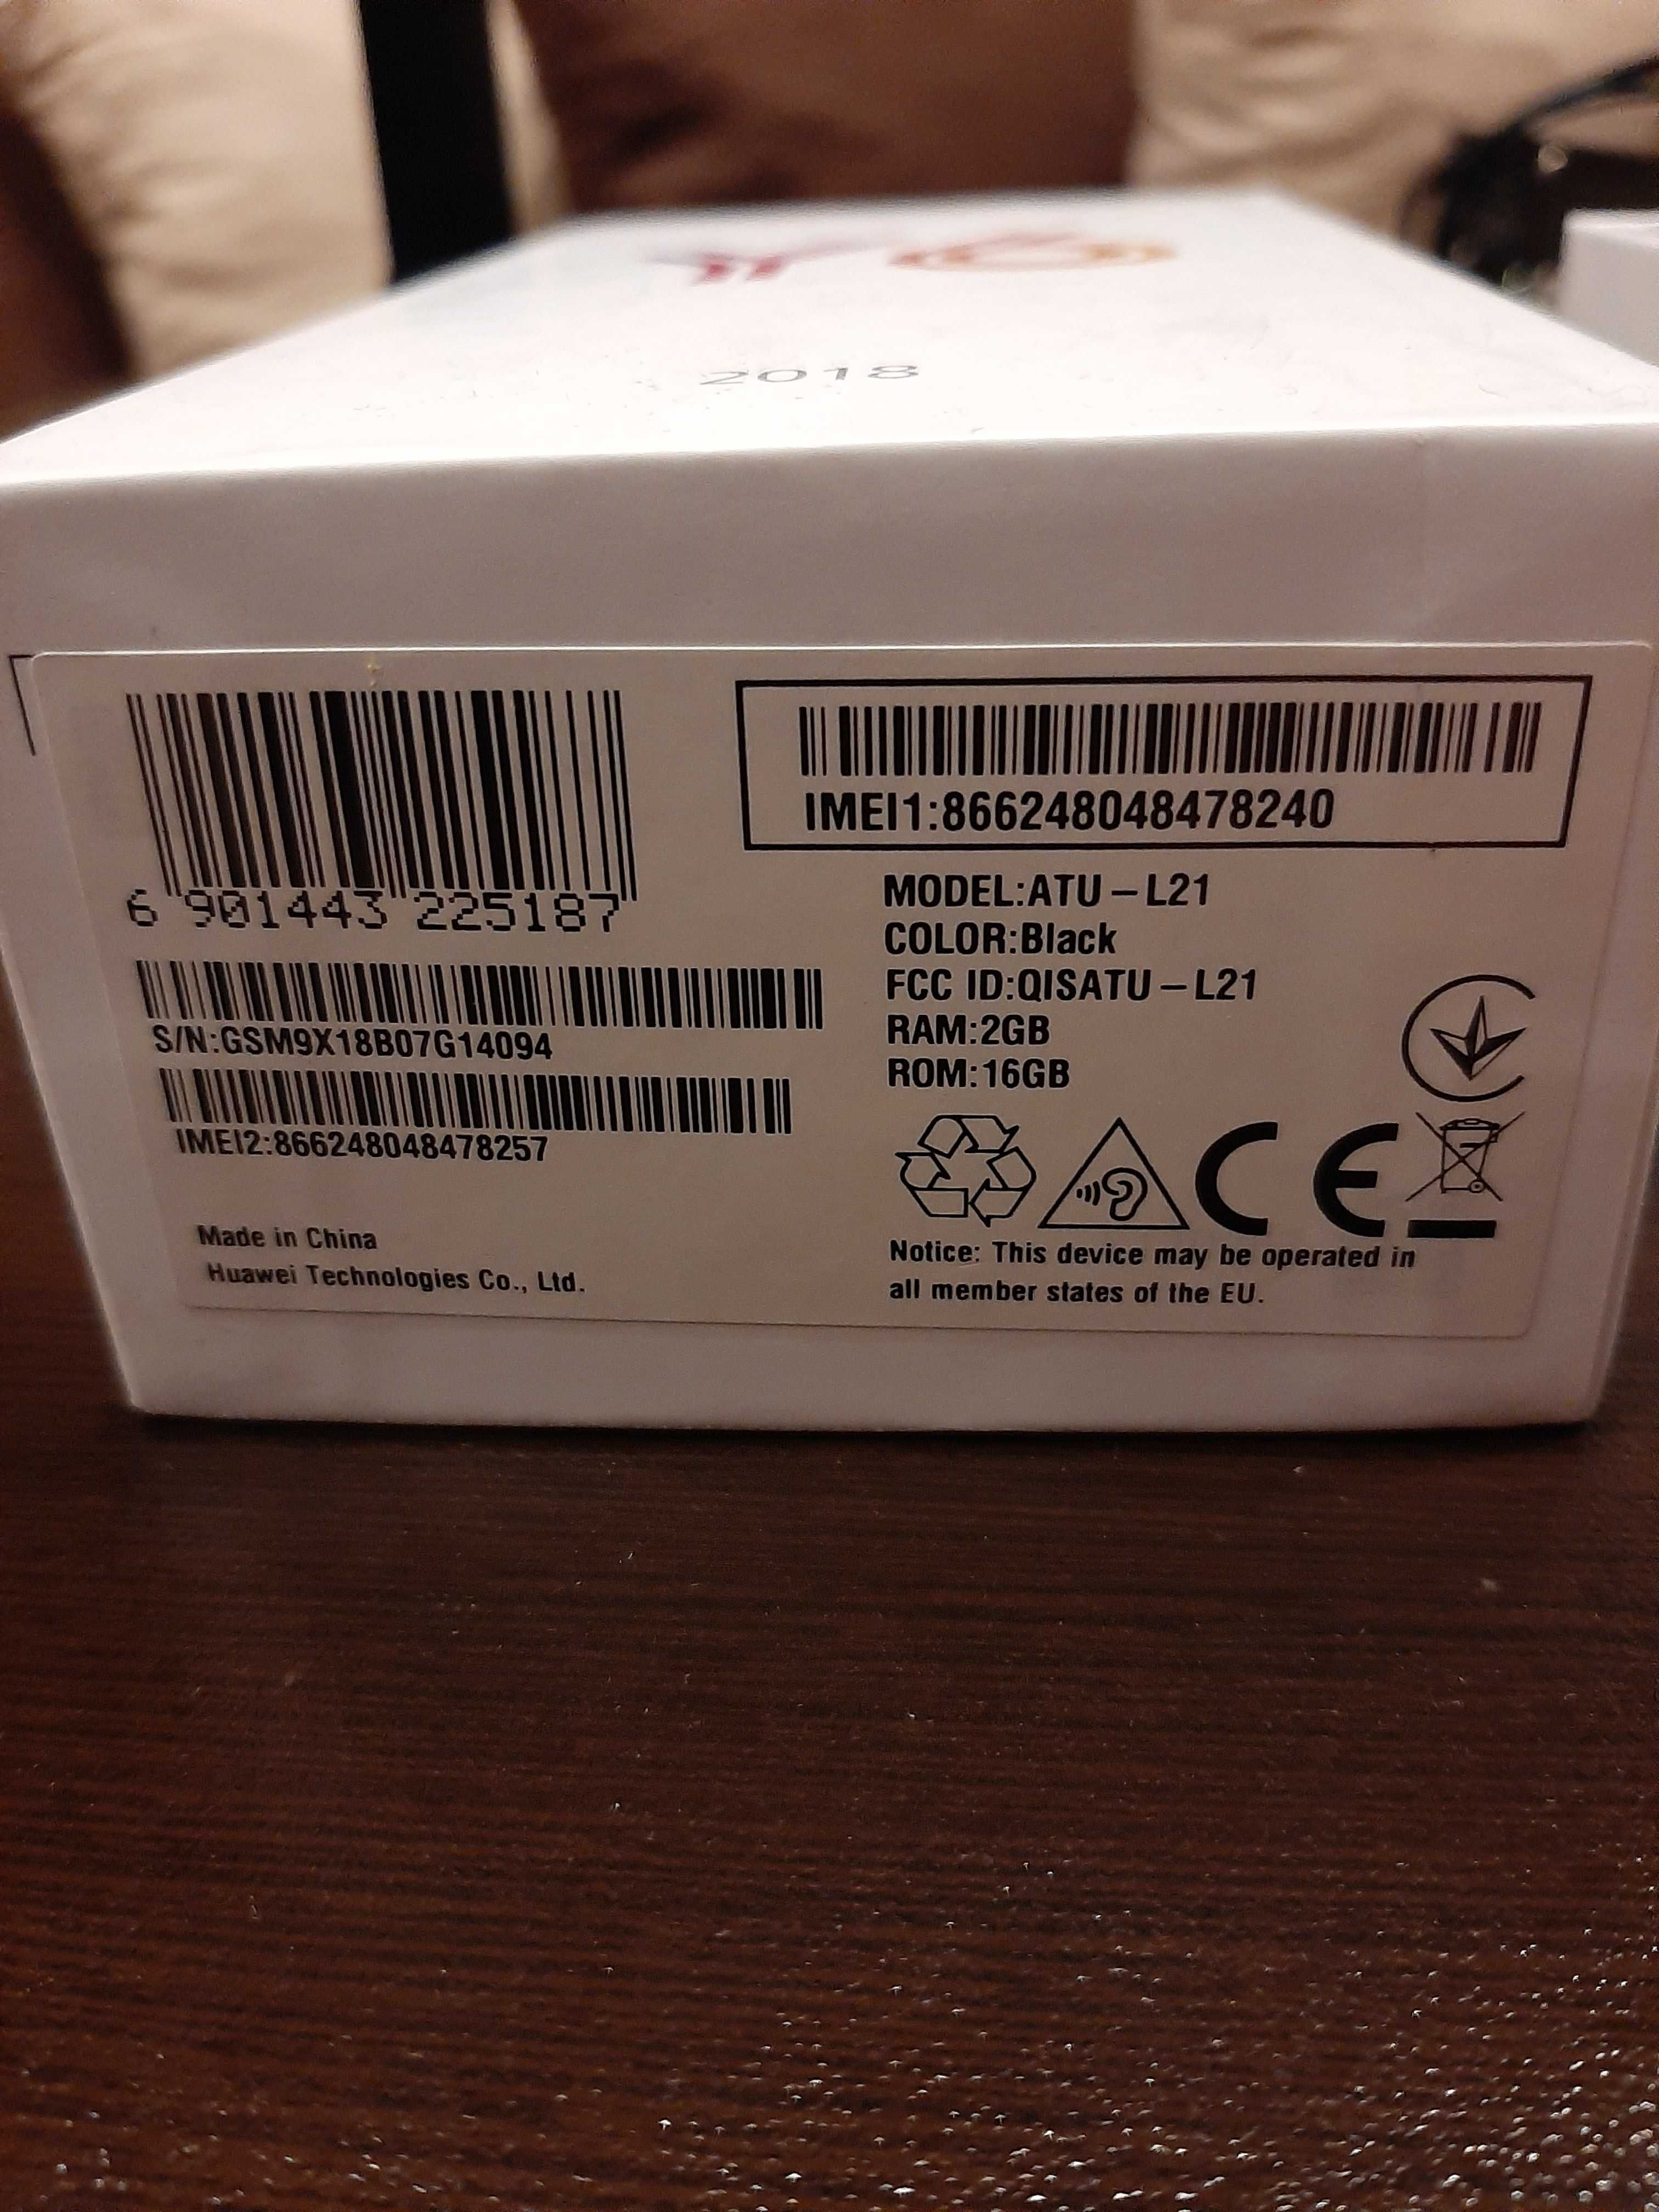 Y6
2018
6 901443 225187
S/N:GSM9X18B07G14094
IMEI2:866248048478257
Made in China
Huawei Technologies Co., Ltd.
IMEI1:866248048478240
MODEL:ATU-L21
COLOR:Black
FCC ID:QISATU-L21
RAM:2GB
ROM:16GB
CE
Notice: This device may be operated in
all member states of the EU.